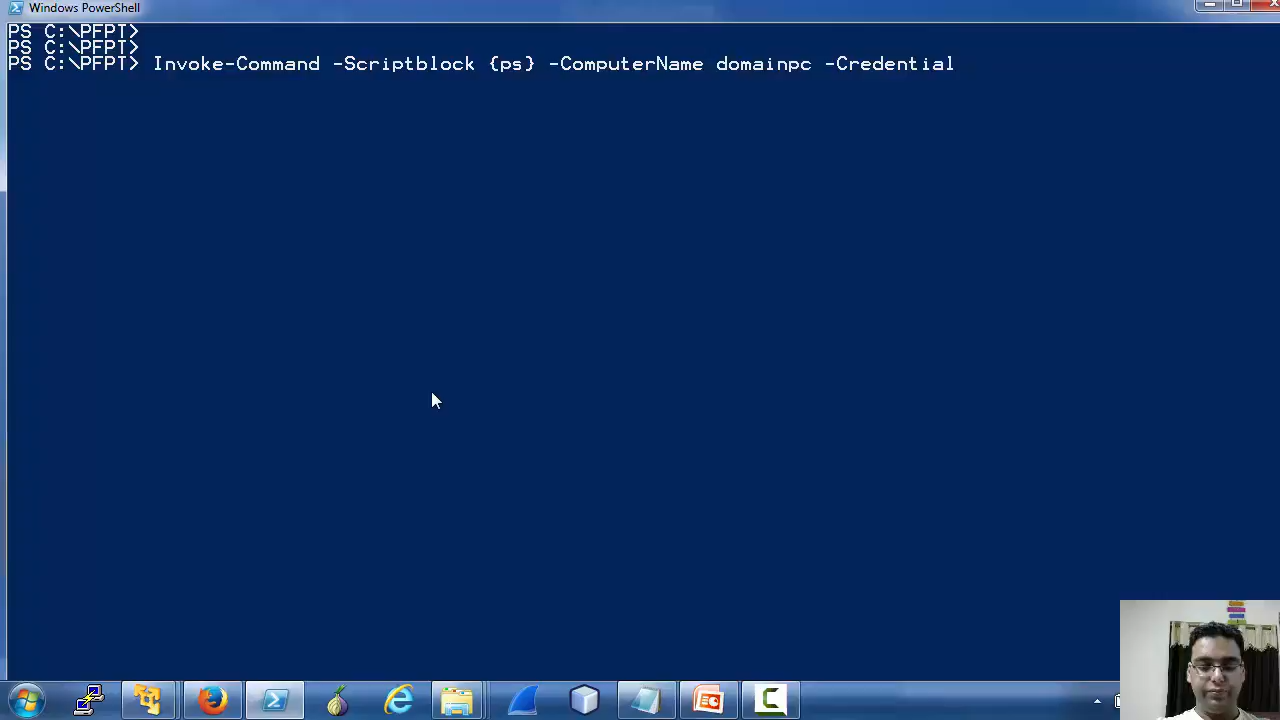 Windows PowerShell
PS C:\PFPT>
PS C:\PFPT>
PS C:\PFPT> Invoke-Command -Scriptblock {ps} -ComputerName domainpc -Credential